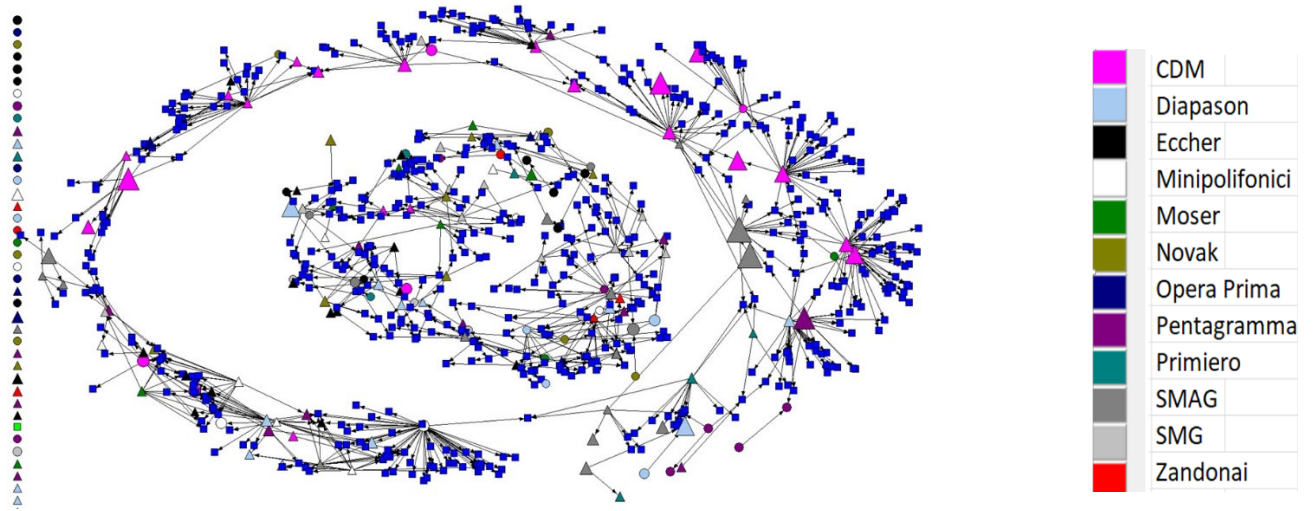 CDM
Diapason
Eccher
Minipolifonici
Moser
Novak
Opera Prima
Pentagramma
Primiero
SMAG
SMG
Zandonai